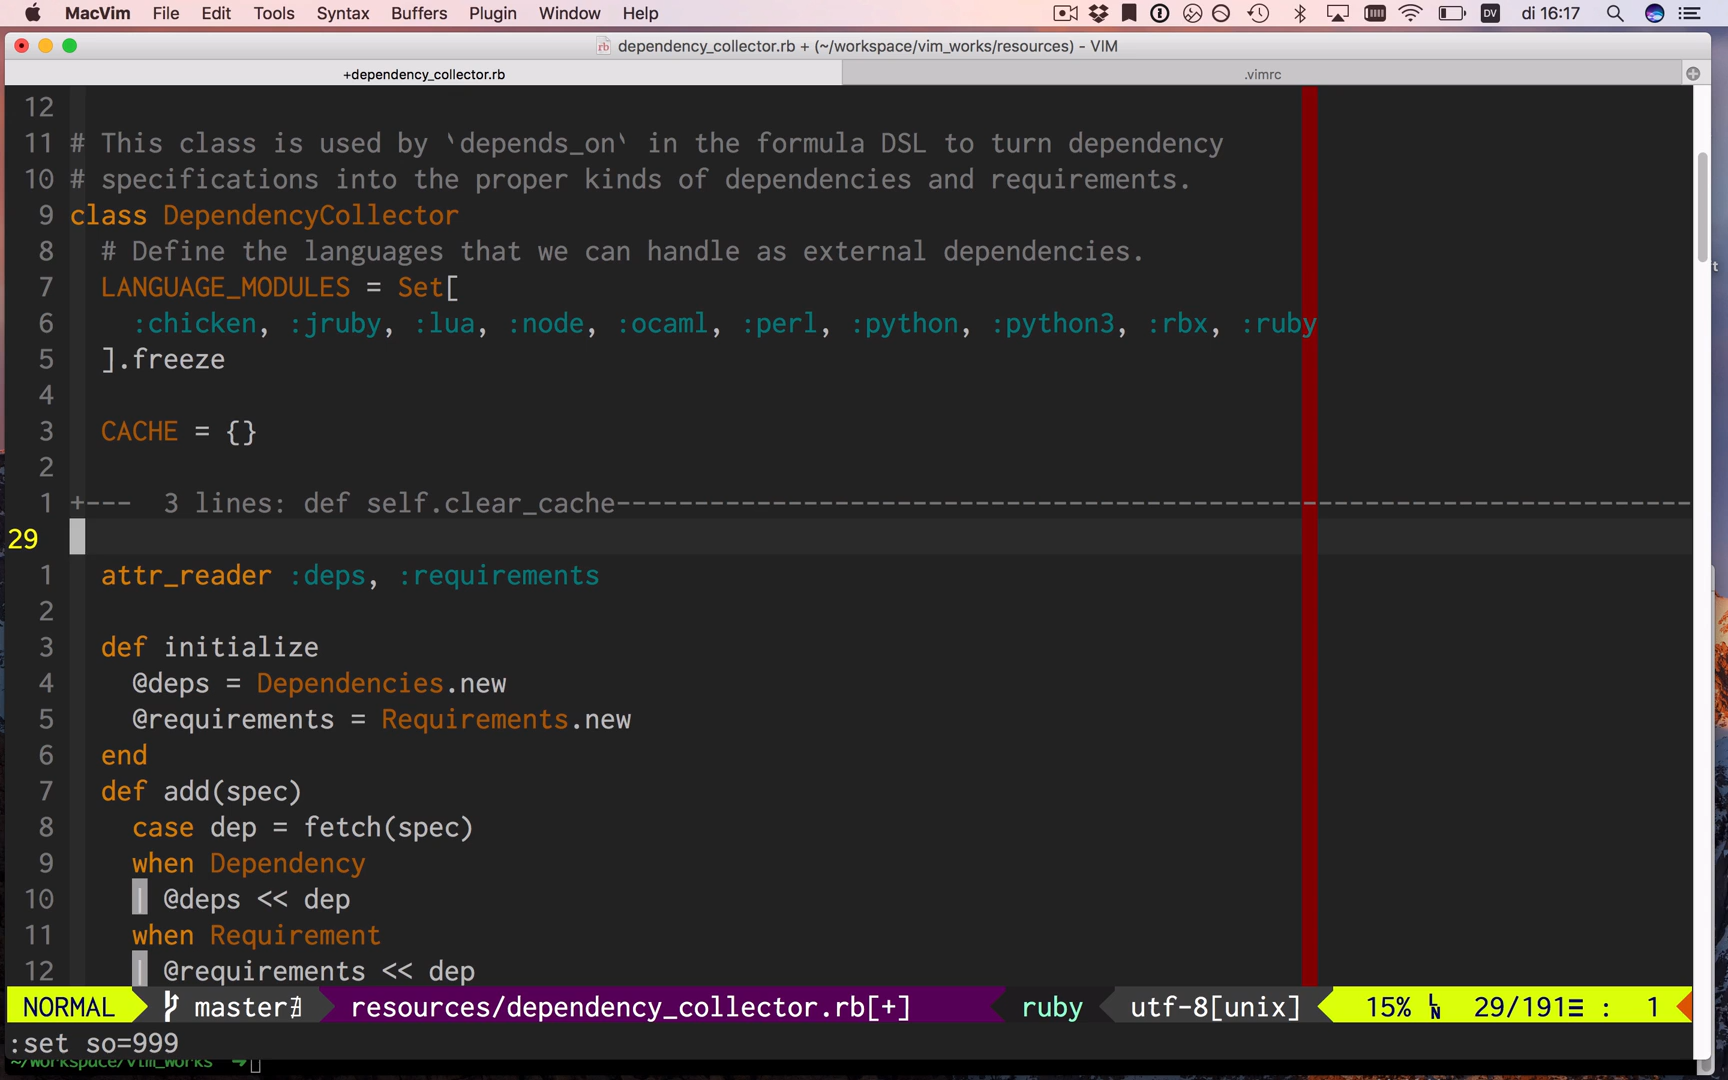 MacVim File Edit Tools Syntax Buffers Plugin Window Help DV di 16:17
dependency_collector.rb + (~/workspace/vim_works/resources) - VIM
+dependency_collector.rb .vimrc
12
11 # This class is used by `depends_on` in the formula DSL to turn dependency
10 # specifications into the proper kinds of dependencies and requirements.
9 class DependencyCollector
8 # Define the languages that we can handle as external dependencies.
7 LANGUAGE_MODULES = Set[
6 :chicken, :jruby, :lua, :node, :ocaml, :perl, :python, :python3, :rbx, :ruby
5 ].freeze
4
3 CACHE = {}
2
1 +--- 3 lines: def self.clear_cache---------------------------------------------------------------------
29
1 attr_reader :deps, :requirements
2
3 def initialize
4 @deps = Dependencies.new
5 @requirements = Requirements.new
6 end
7 def add(spec)
8 case dep = fetch(spec)
9 when Dependency
10 | @deps << dep
11 when Requirement
12 | @requirements << dep
NORMAL master resources/dependency_collector.rb[+] ruby utf-8[unix] 15% LN 29/191≡ : 1
:set so=999
~/workspace/vim_works